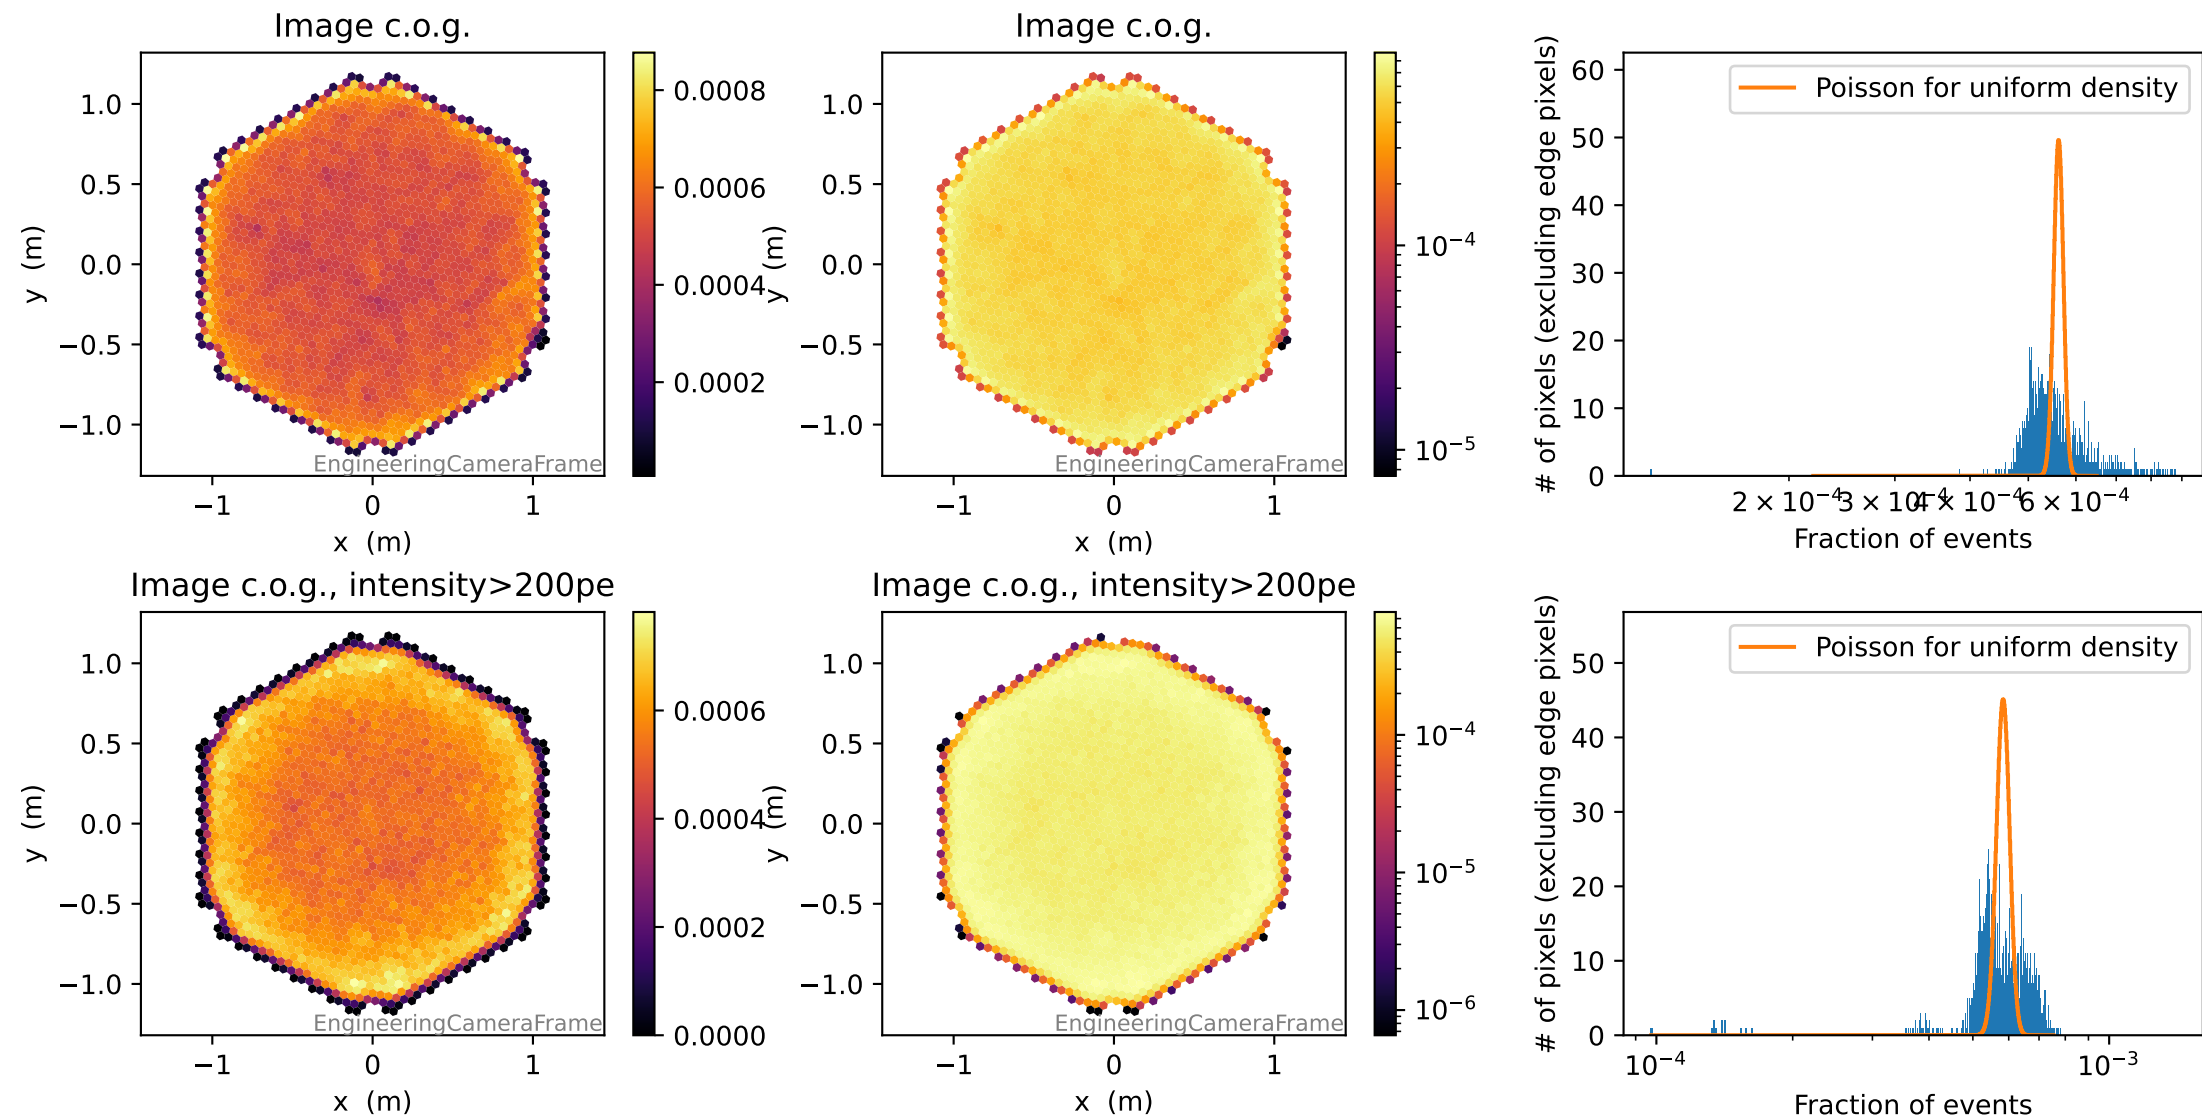 Image c.o.g.
y (m)
1.0
0.5
0.0
−0.5
−1.0
−1
0
1
x (m)
EngineeringCameraFrame
0.0008
0.0006
0.0004
0.0002
Image c.o.g.
y (m)
1.0
0.5
0.0
−0.5
−1.0
−1
0
1
x (m)
EngineeringCameraFrame
10⁻⁴
10⁻⁵
# of pixels (excluding edge pixels)
60
50
40
30
20
10
0
Poisson for uniform density
2 × 10⁻⁴
3 × 10⁻⁴
4 × 10⁻⁴
6 × 10⁻⁴
Fraction of events
Image c.o.g., intensity>200pe
y (m)
1.0
0.5
0.0
−0.5
−1.0
−1
0
1
x (m)
EngineeringCameraFrame
0.0006
0.0004
0.0002
0.0000
Image c.o.g., intensity>200pe
y (m)
1.0
0.5
0.0
−0.5
−1.0
−1
0
1
x (m)
EngineeringCameraFrame
10⁻⁴
10⁻⁵
10⁻⁶
# of pixels (excluding edge pixels)
50
40
30
20
10
0
Poisson for uniform density
10⁻⁴
10⁻³
Fraction of events